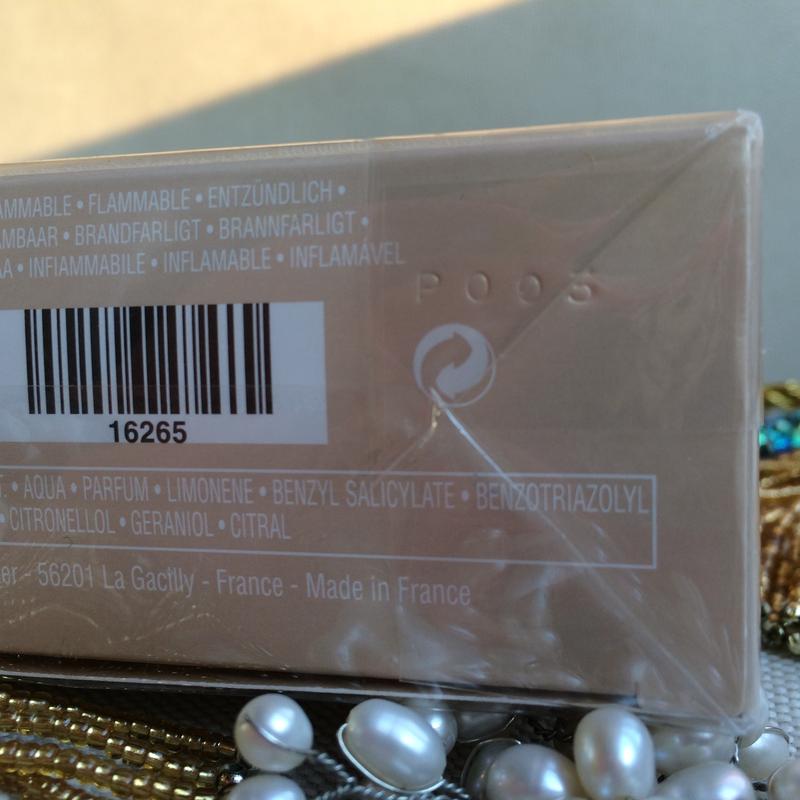 AMMABLE • FLAMMABLE • ENTZÜNDLICH •
MBAAR • BRANDFARLIGT • BRANNFARLIGT •
AA • INFIAMMABILE • INFLAMABLE • INFLAMÁVEL
P005
16265
T. • AQUA • PARFUM • LIMONENE • BENZYL SALICYLATE • BENZOTRIAZOLYL
• CITRONELLOL • GERANIOL • CITRAL
er - 56201 La Gacilly - France - Made in France